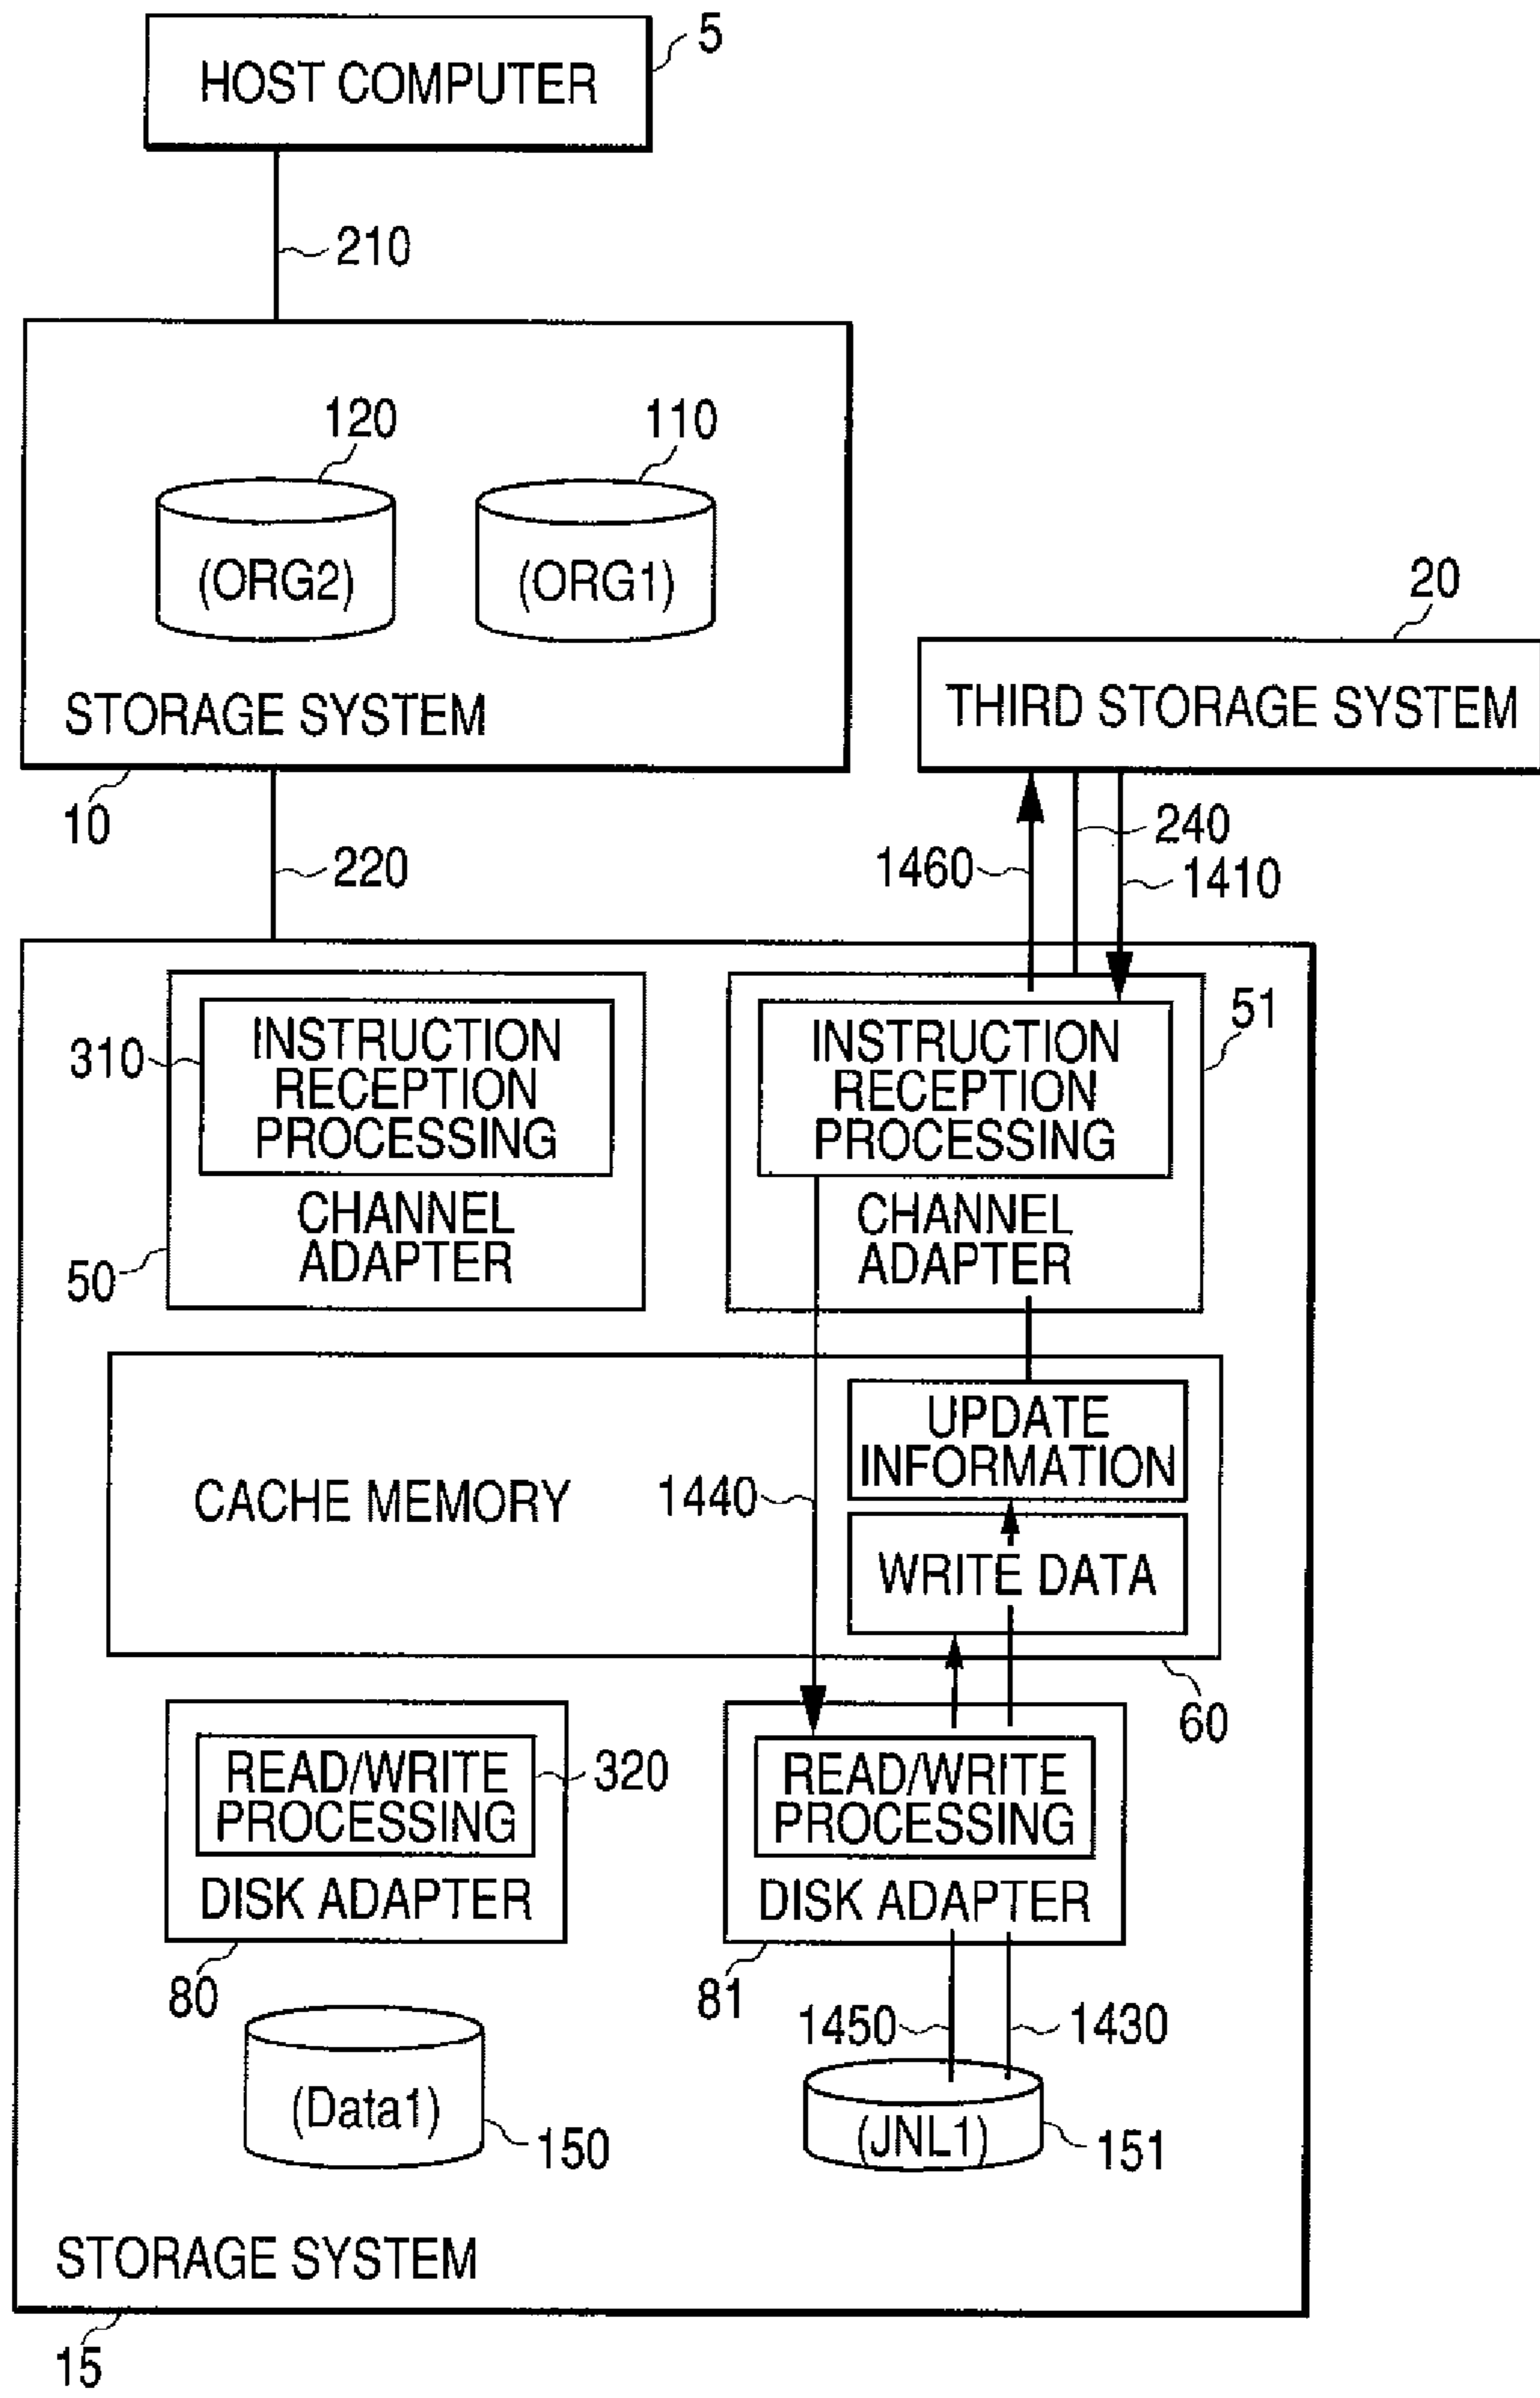 5
HOST COMPUTER
210
120
110
(ORG2)
(ORG1)
20
STORAGE SYSTEM
THIRD STORAGE SYSTEM
10
240
220
1460
1410
51
310
INSTRUCTION
RECEPTION
PROCESSING
INSTRUCTION
RECEPTION
PROCESSING
CHANNEL
ADAPTER
CHANNEL
ADAPTER
50
UPDATE
INFORMATION
CACHE MEMORY
1440
WRITE DATA
60
READ/WRITE
PROCESSING
320
READ/WRITE
PROCESSING
DISK ADAPTER
DISK ADAPTER
80
81
1450
1430
(Data1)
(JNL1)
150
151
STORAGE SYSTEM
15